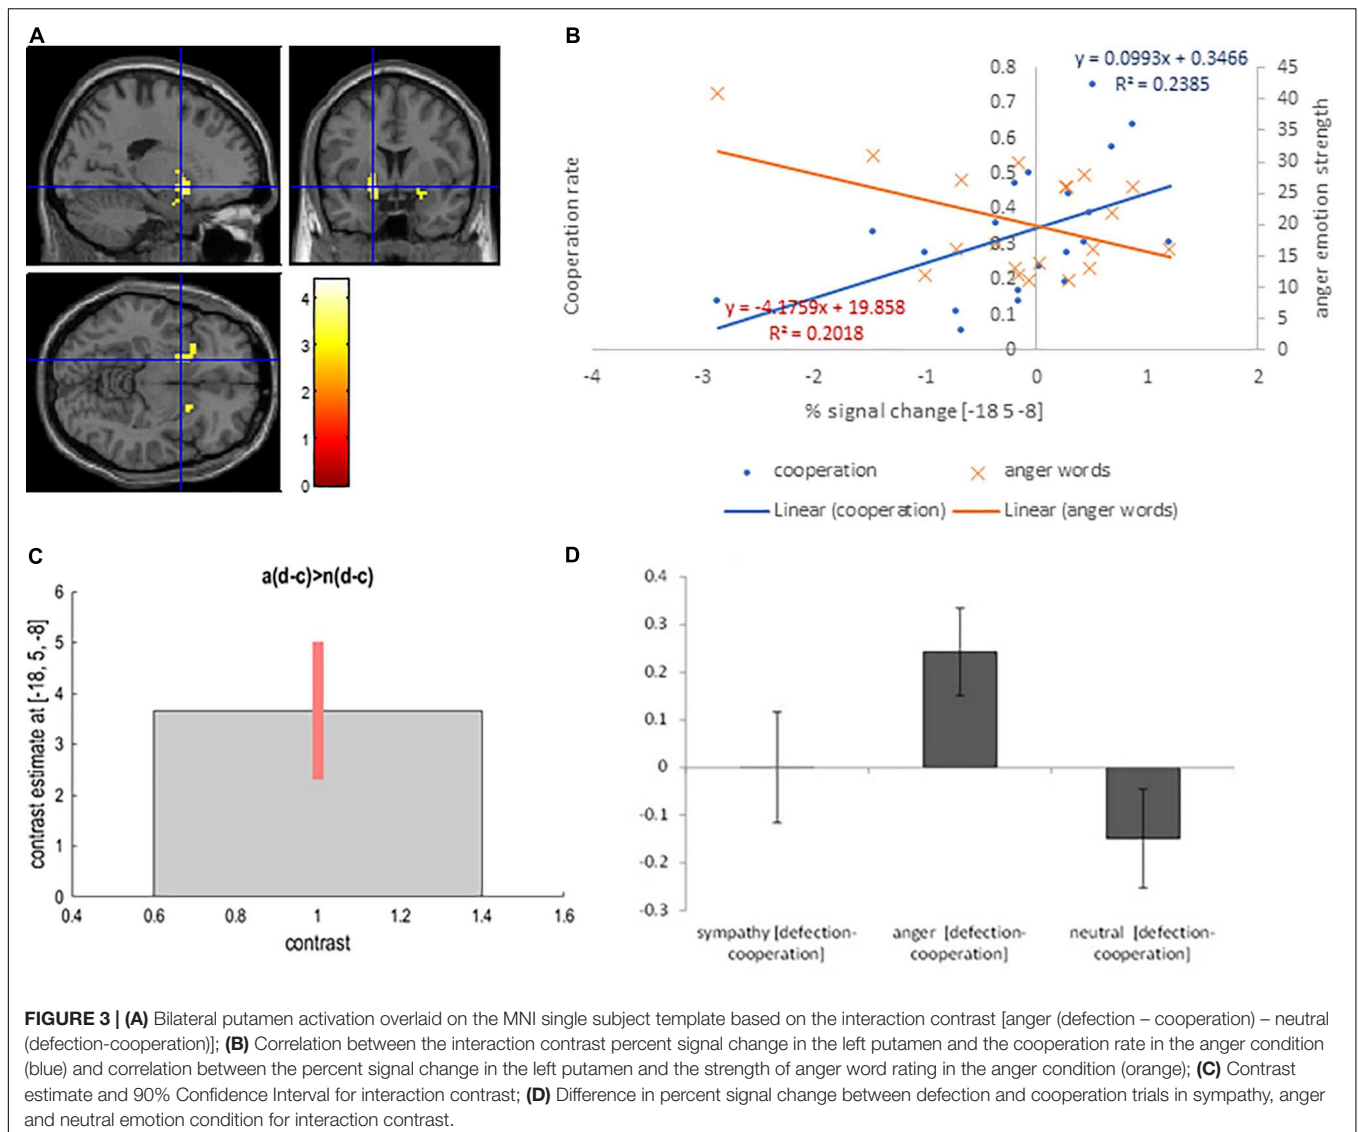 A
4
3
2
1
0
B
y = 0.0993x + 0.3466
R² = 0.2385
0.8
0.7
0.6
0.5
0.4
0.3
0.2
0.1
0
45
40
35
30
25
20
15
10
5
0
Cooperation rate
anger emotion strength
y = -4.1759x + 19.858
R² = 0.2018
-4 -3 -2 -1 0 1 2
% signal change [-18 5 -8]
cooperation anger words
Linear (cooperation) Linear (anger words)
C
a(d-c)>n(d-c)
contrast estimate at [-18, 5, -8]
6
5
4
3
2
1
0
0.4 0.6 0.8 1 1.2 1.4 1.6
contrast
D
0.4
0.3
0.2
0.1
0
-0.1
-0.2
-0.3
sympathy [defection-
cooperation]
anger [defection-
cooperation]
neutral [defection-
cooperation]
FIGURE 3 | (A) Bilateral putamen activation overlaid on the MNI single subject template based on the interaction contrast [anger (defection – cooperation) – neutral
(defection-cooperation)]; (B) Correlation between the interaction contrast percent signal change in the left putamen and the cooperation rate in the anger condition
(blue) and correlation between the percent signal change in the left putamen and the strength of anger word rating in the anger condition (orange); (C) Contrast
estimate and 90% Confidence Interval for interaction contrast; (D) Difference in percent signal change between defection and cooperation trials in sympathy, anger
and neutral emotion condition for interaction contrast.